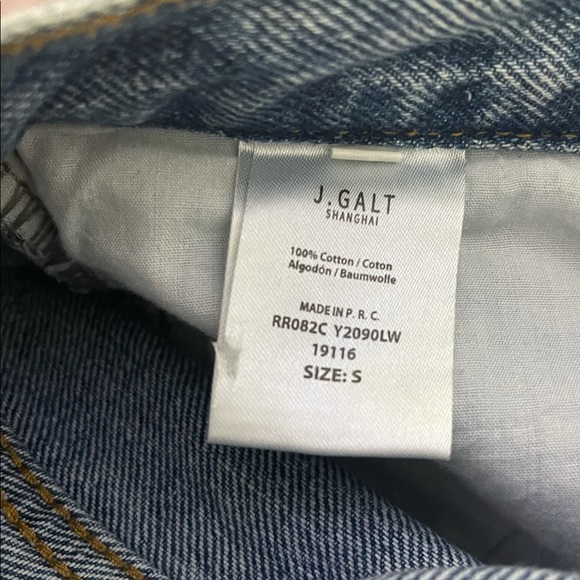 J.GALT
SHANGHAI
100% Cotton / Coton
Algodón / Baumwolle
MADE IN P. R. C.
RR082C Y2090LW
19116
SIZE: S